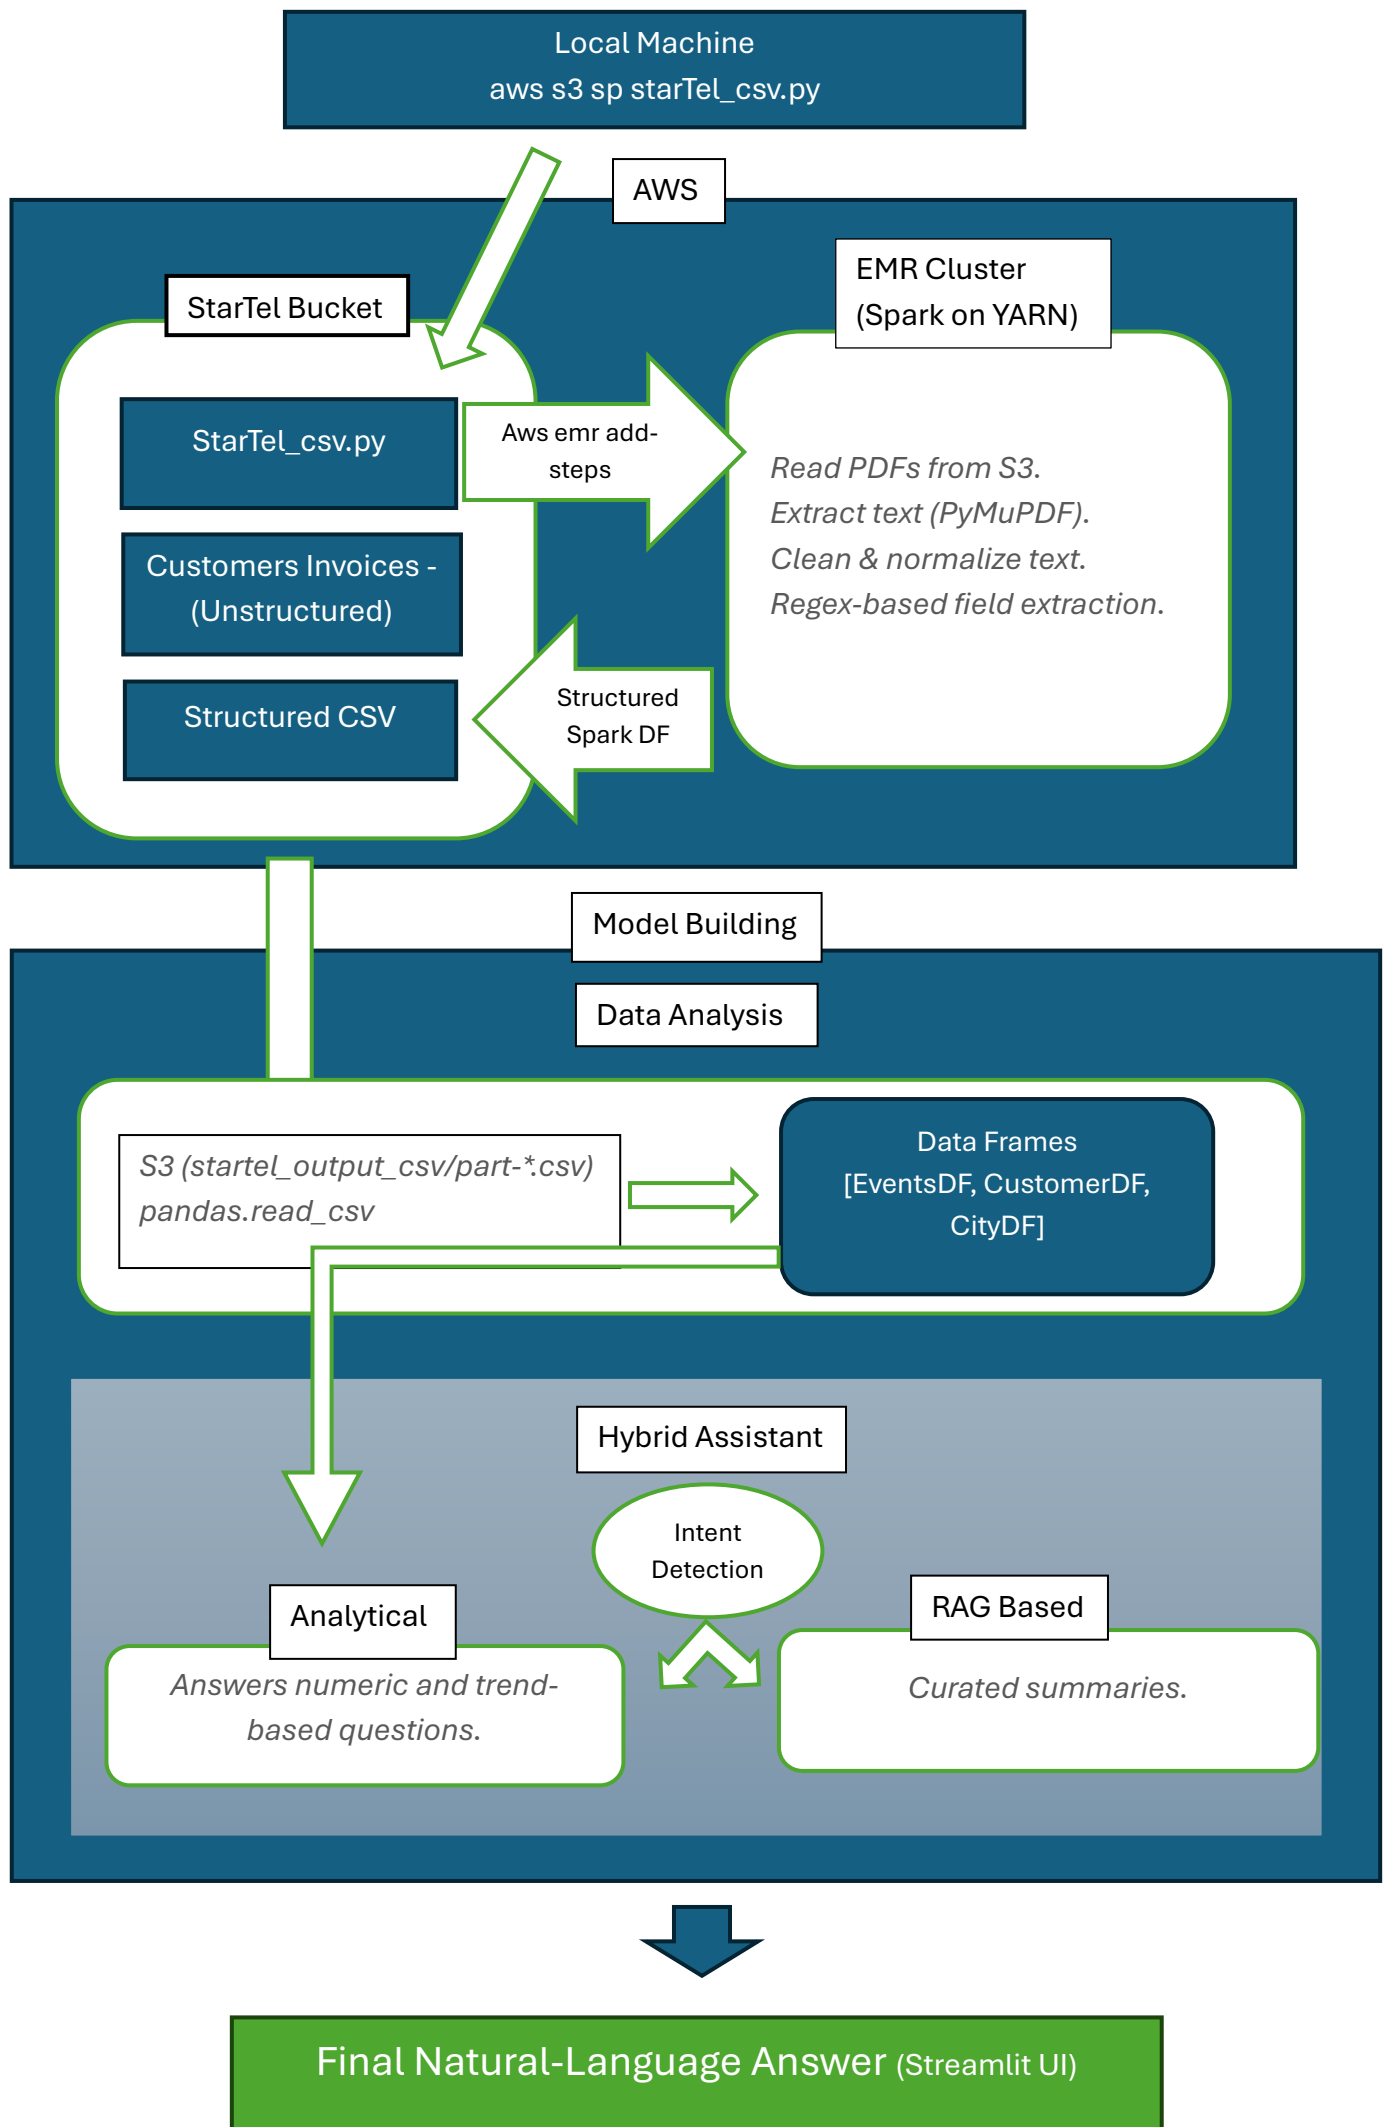 Local Machine
aws s3 sp starTel_csv.py
AWS
StarTel Bucket
EMR Cluster
(Spark on YARN)
StarTel_csv.py
Aws emr add-
steps
Customers Invoices -
(Unstructured)
Structured CSV
Structured
Spark DF
Read PDFs from S3.
Extract text (PyMuPDF).
Clean & normalize text.
Regex-based field extraction.
Model Building
Data Analysis
S3 (startel_output_csv/part-*.csv)
pandas.read_csv
Data Frames
[EventsDF, CustomerDF,
CityDF]
Hybrid Assistant
Intent
Detection
Analytical
Answers numeric and trend-
based questions.
RAG Based
Curated summaries.
Final Natural-Language Answer (Streamlit UI)